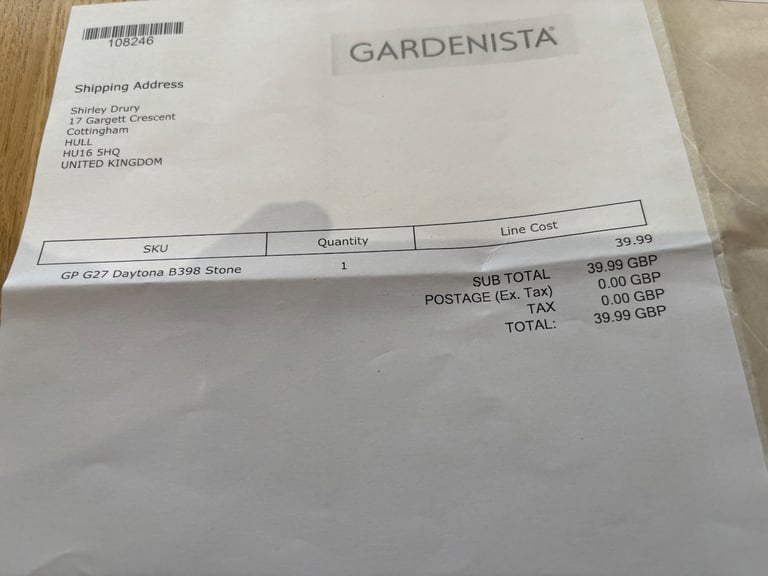 108246
GARDENISTA
Shipping Address
Shirley Drury
17 Gargett Crescent
Cottingham
HULL
HU16 5HQ
UNITED KINGDOM
SKU Quantity Line Cost
GP G27 Daytona B398 Stone 1 39.99
SUB TOTAL 39.99 GBP
POSTAGE (Ex. Tax) 0.00 GBP
TAX 0.00 GBP
TOTAL: 39.99 GBP